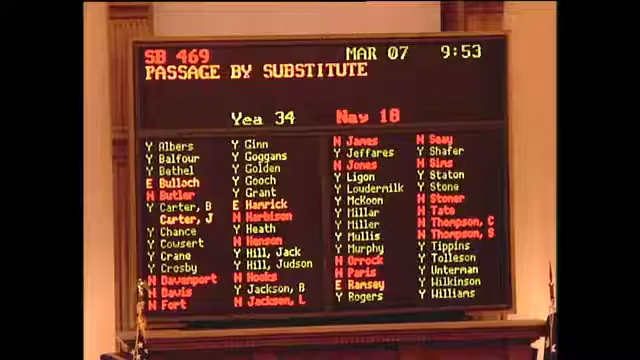 SB 469 MAR 07 9:53
PASSAGE BY SUBSTITUTE
Yea 34 Nay 18
Y Albers
Y Balfour
Y Bethel
E Bulloch
N Butler
Y Carter, B
Carter, J
Y Chance
Y Cowsert
Y Crane
Y Crosby
N Davenport
N Davis
N Fort
Y Ginn
Y Goggans
Y Golden
Y Gooch
Y Grant
E Hamrick
N Harbison
Y Heath
N Henson
Y Hill, Jack
Y Hill, Judson
N Hooks
Y Jackson, B
N Jackson, L
N James
Y Jeffares
N Jones
Y Ligon
Y Loudermilk
Y McKoon
Y Millar
Y Miller
Y Mullis
Y Murphy
N Orrock
N Paris
E Ramsey
Y Rogers
N Seay
Y Shafer
N Sims
Y Staton
Y Stone
N Stoner
N Tate
N Thompson, C
N Thompson, S
Y Tippins
Y Tolleson
Y Unterman
Y Wilkinson
Y Williams